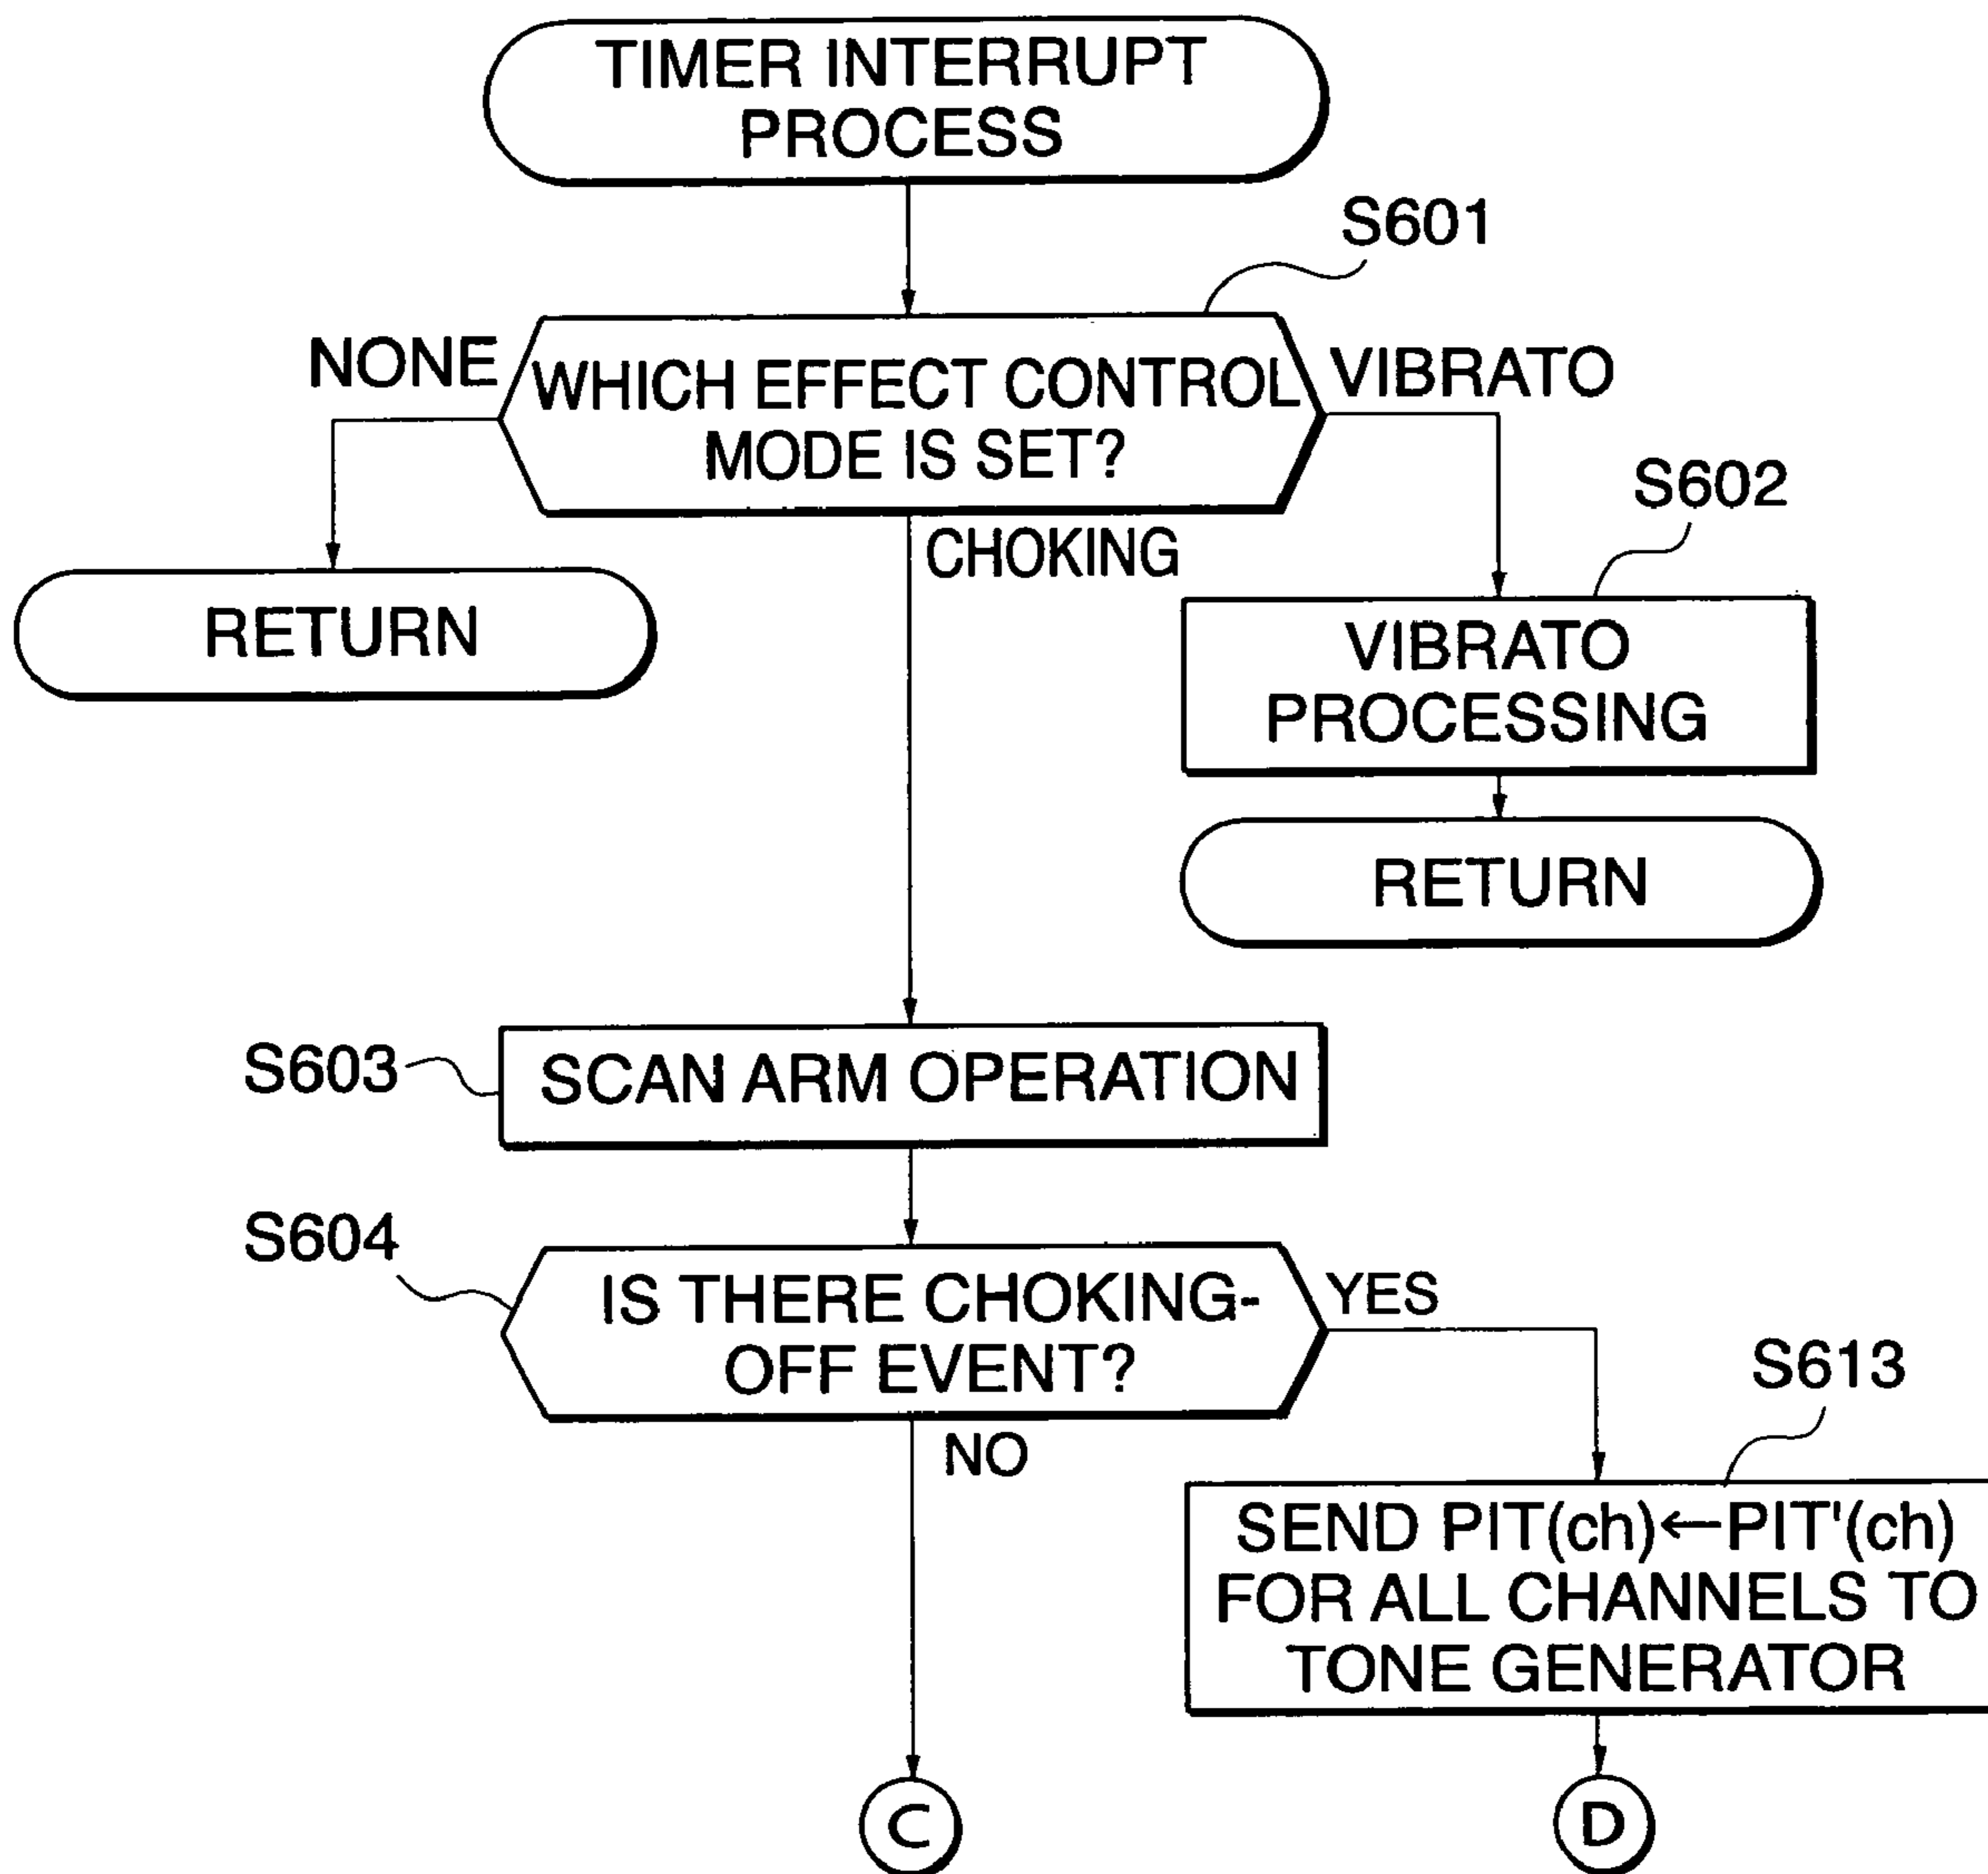 TIMER INTERRUPT
PROCESS
S601
NONE
WHICH EFFECT CONTROL
MODE IS SET?
VIBRATO
S602
CHOKING
RETURN
VIBRATO
PROCESSING
RETURN
S603
SCAN ARM OPERATION
S604
IS THERE CHOKING-
OFF EVENT?
YES
S613
NO
SEND PIT(ch)←PIT'(ch)
FOR ALL CHANNELS TO
TONE GENERATOR
C
D